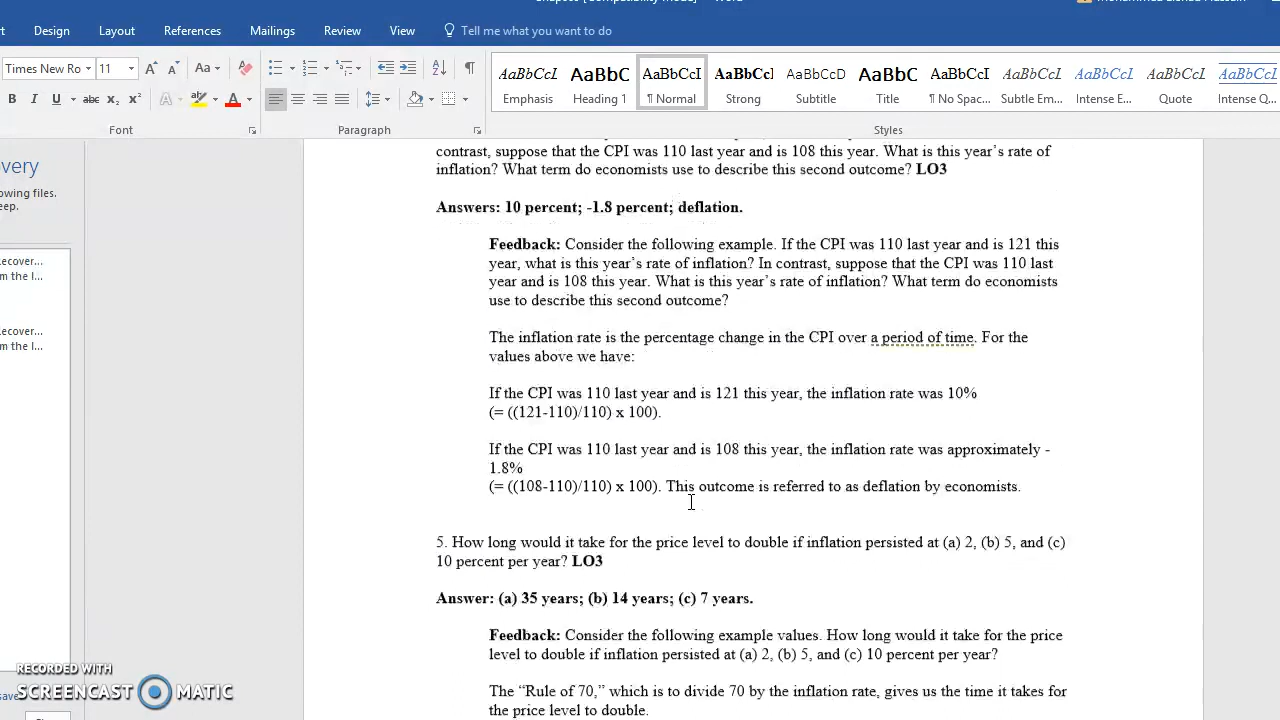 Design Layout References Mailings Review View Tell me what you want to do
Times New Ro 11 Aa
AaBbCcI AaBbC AaBbCcI AaBbCcl AaBbCcD AaBbC AaBbCcI AaBbCcI AaBbCcI AaBbCcI AaBbCcI
Emphasis Heading 1 ¶ Normal Strong Subtitle Title ¶ No Spac... Subtle Em... Intense E... Quote Intense Q...
Font Paragraph Styles
very
owing files.
eep.
Recover...
m the I...
Recover...
m the I...
contrast, suppose that the CPI was 110 last year and is 108 this year. What is this year's rate of
inflation? What term do economists use to describe this second outcome? LO3
Answers: 10 percent; -1.8 percent; deflation.
Feedback: Consider the following example. If the CPI was 110 last year and is 121 this
year, what is this year's rate of inflation? In contrast, suppose that the CPI was 110 last
year and is 108 this year. What is this year's rate of inflation? What term do economists
use to describe this second outcome?
The inflation rate is the percentage change in the CPI over a period of time. For the
values above we have:
If the CPI was 110 last year and is 121 this year, the inflation rate was 10%
(= ((121-110)/110) x 100).
If the CPI was 110 last year and is 108 this year, the inflation rate was approximately -
1.8%
(= ((108-110)/110) x 100). This outcome is referred to as deflation by economists.
5. How long would it take for the price level to double if inflation persisted at (a) 2, (b) 5, and (c)
10 percent per year? LO3
Answer: (a) 35 years; (b) 14 years; (c) 7 years.
Feedback: Consider the following example values. How long would it take for the price
level to double if inflation persisted at (a) 2, (b) 5, and (c) 10 percent per year?
The “Rule of 70,” which is to divide 70 by the inflation rate, gives us the time it takes for
the price level to double.
RECORDED WITH
SCREENCAST MATIC